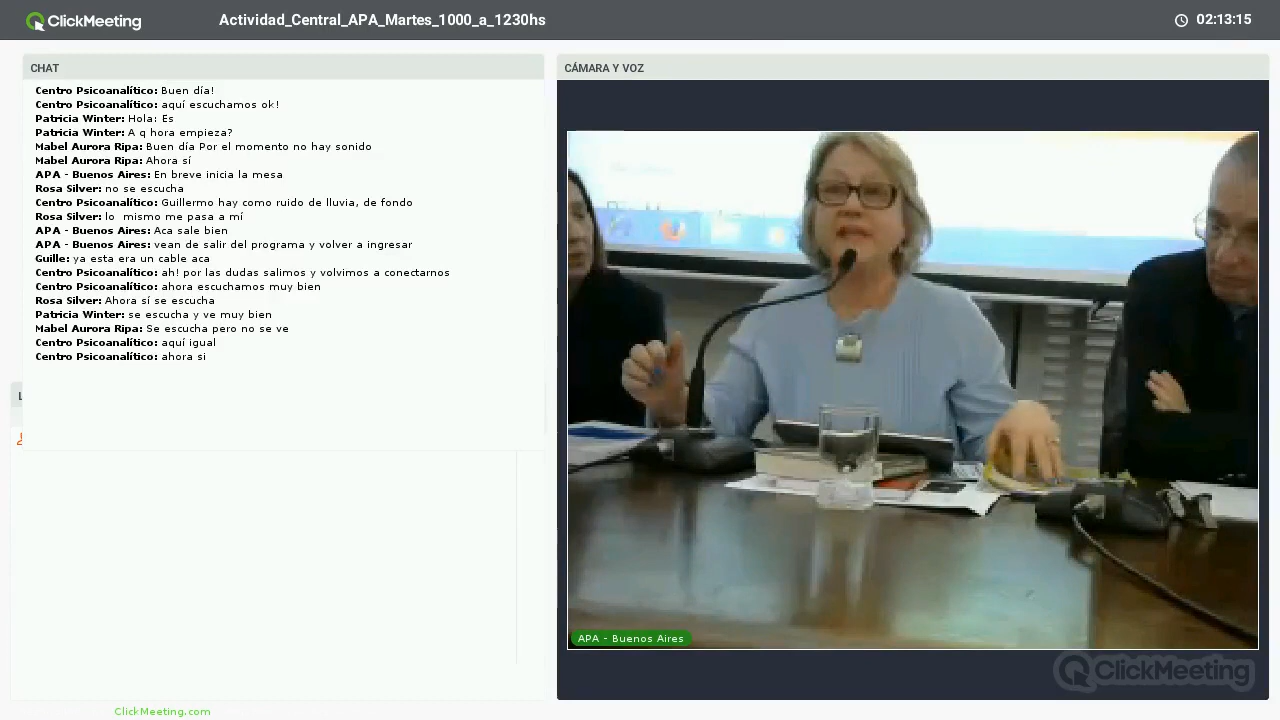 ClickMeeting
Actividad_Central_APA_Martes_1000_a_1230hs
02:13:15
CHAT
Centro Psicoanalítico: Buen día!
Centro Psicoanalítico: aquí escuchamos ok!
Patricia Winter: Hola: Es
Patricia Winter: A q hora empieza?
Mabel Aurora Ripa: Buen día Por el momento no hay sonido
Mabel Aurora Ripa: Ahora sí
APA - Buenos Aires: En breve inicia la mesa
Rosa Silver: no se escucha
Centro Psicoanalítico: Guillermo hay como ruido de lluvia, de fondo
Rosa Silver: lo  mismo me pasa a mí
APA - Buenos Aires: Aca sale bien
APA - Buenos Aires: vean de salir del programa y volver a ingresar
Guille: ya esta era un cable aca
Centro Psicoanalítico: ah! por las dudas salimos y volvimos a conectarnos
Centro Psicoanalítico: ahora escuchamos muy bien
Rosa Silver: Ahora sí se escucha
Patricia Winter: se escucha y ve muy bien
Mabel Aurora Ripa: Se escucha pero no se ve
Centro Psicoanalítico: aquí igual
Centro Psicoanalítico: ahora si
ClickMeeting.com
CÁMARA Y VOZ
APA - Buenos Aires
ClickMeeting